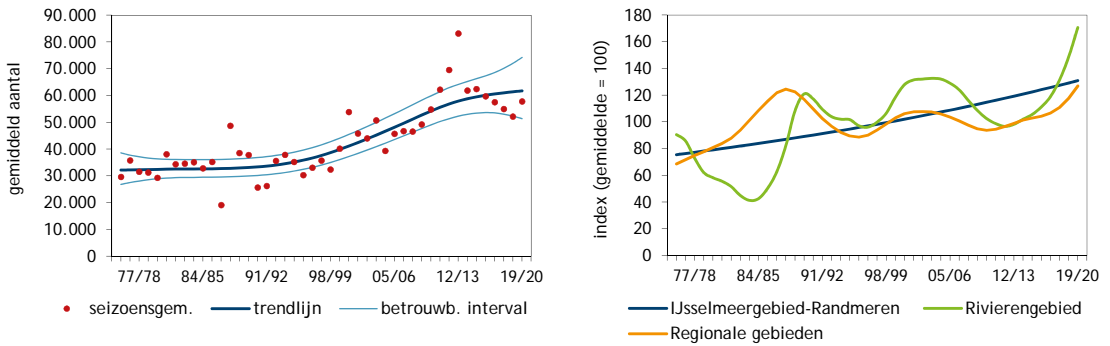 gemiddeld aantal
90.000
80.000
70.000
60.000
50.000
40.000
30.000
20.000
10.000
0
77/78 84/85 91/92 98/99 05/06 12/13 19/20
seizoensgem. trendlijn betrouwb. interval
index (gemiddelde = 100)
180
160
140
120
100
80
60
40
20
0
77/78 84/85 91/92 98/99 05/06 12/13 19/20
IJsselmeergebied-Randmeren Rivierengebied
Regionale gebieden